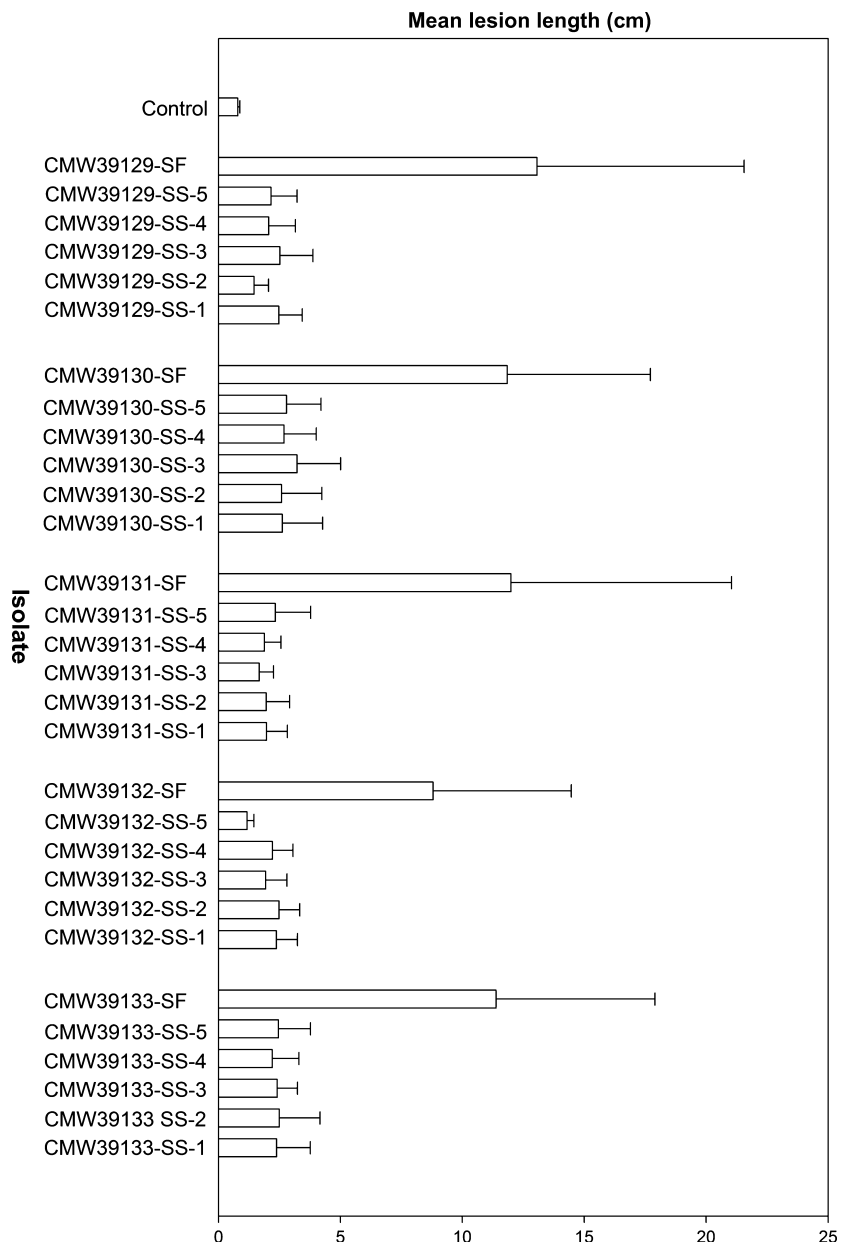 Mean lesion length (cm)
Control
CMW39129-SF
CMW39129-SS-5
CMW39129-SS-4
CMW39129-SS-3
CMW39129-SS-2
CMW39129-SS-1
CMW39130-SF
CMW39130-SS-5
CMW39130-SS-4
CMW39130-SS-3
CMW39130-SS-2
CMW39130-SS-1
Isolate
CMW39131-SF
CMW39131-SS-5
CMW39131-SS-4
CMW39131-SS-3
CMW39131-SS-2
CMW39131-SS-1
CMW39132-SF
CMW39132-SS-5
CMW39132-SS-4
CMW39132-SS-3
CMW39132-SS-2
CMW39132-SS-1
CMW39133-SF
CMW39133-SS-5
CMW39133-SS-4
CMW39133-SS-3
CMW39133 SS-2
CMW39133-SS-1
0 5 10 15 20 25